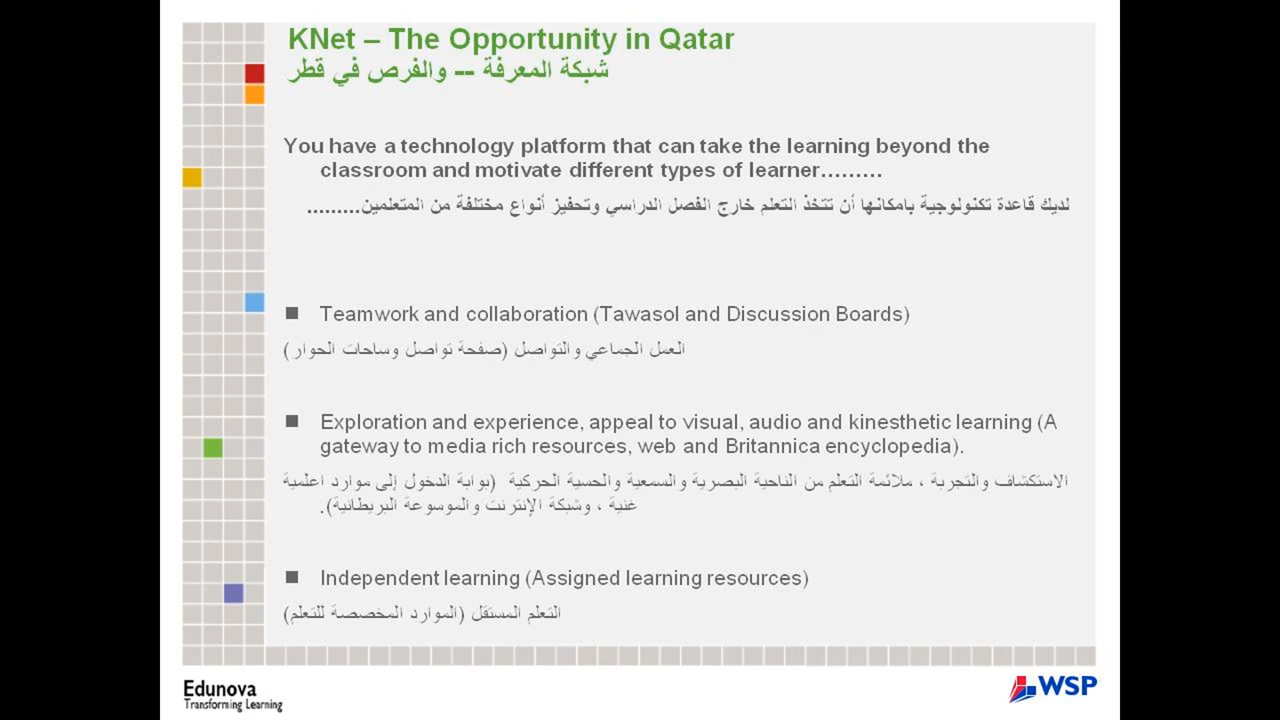 KNet – The Opportunity in Qatar
شبكة المعرفة -- والفرص في قطر
You have a technology platform that can take the learning beyond the
classroom and motivate different types of learner………
لديك قاعدة تكنولوجية بامكانها أن تتخذ التعلم خارج الفصل الدراسي وتحفيز أنواع مختلفة من المتعلمين.........
■ Teamwork and collaboration (Tawasol and Discussion Boards)
العمل الجماعي والتواصل (صفحة تواصل وساحات الحوار)
■ Exploration and experience, appeal to visual, audio and kinesthetic learning (A
gateway to media rich resources, web and Britannica encyclopedia).
الاستكشاف والتجربة ، ملائمة التعلم من الناحية البصرية والسمعية والحسية الحركية (بوابة الدخول إلى موارد اعلمية
غنية ، وشبكة الإنترنت والموسوعة البريطانية).
■ Independent learning (Assigned learning resources)
التعلم المستقل (الموارد المخصصة للتعلم)
Edunova
Transforming Learning
WSP